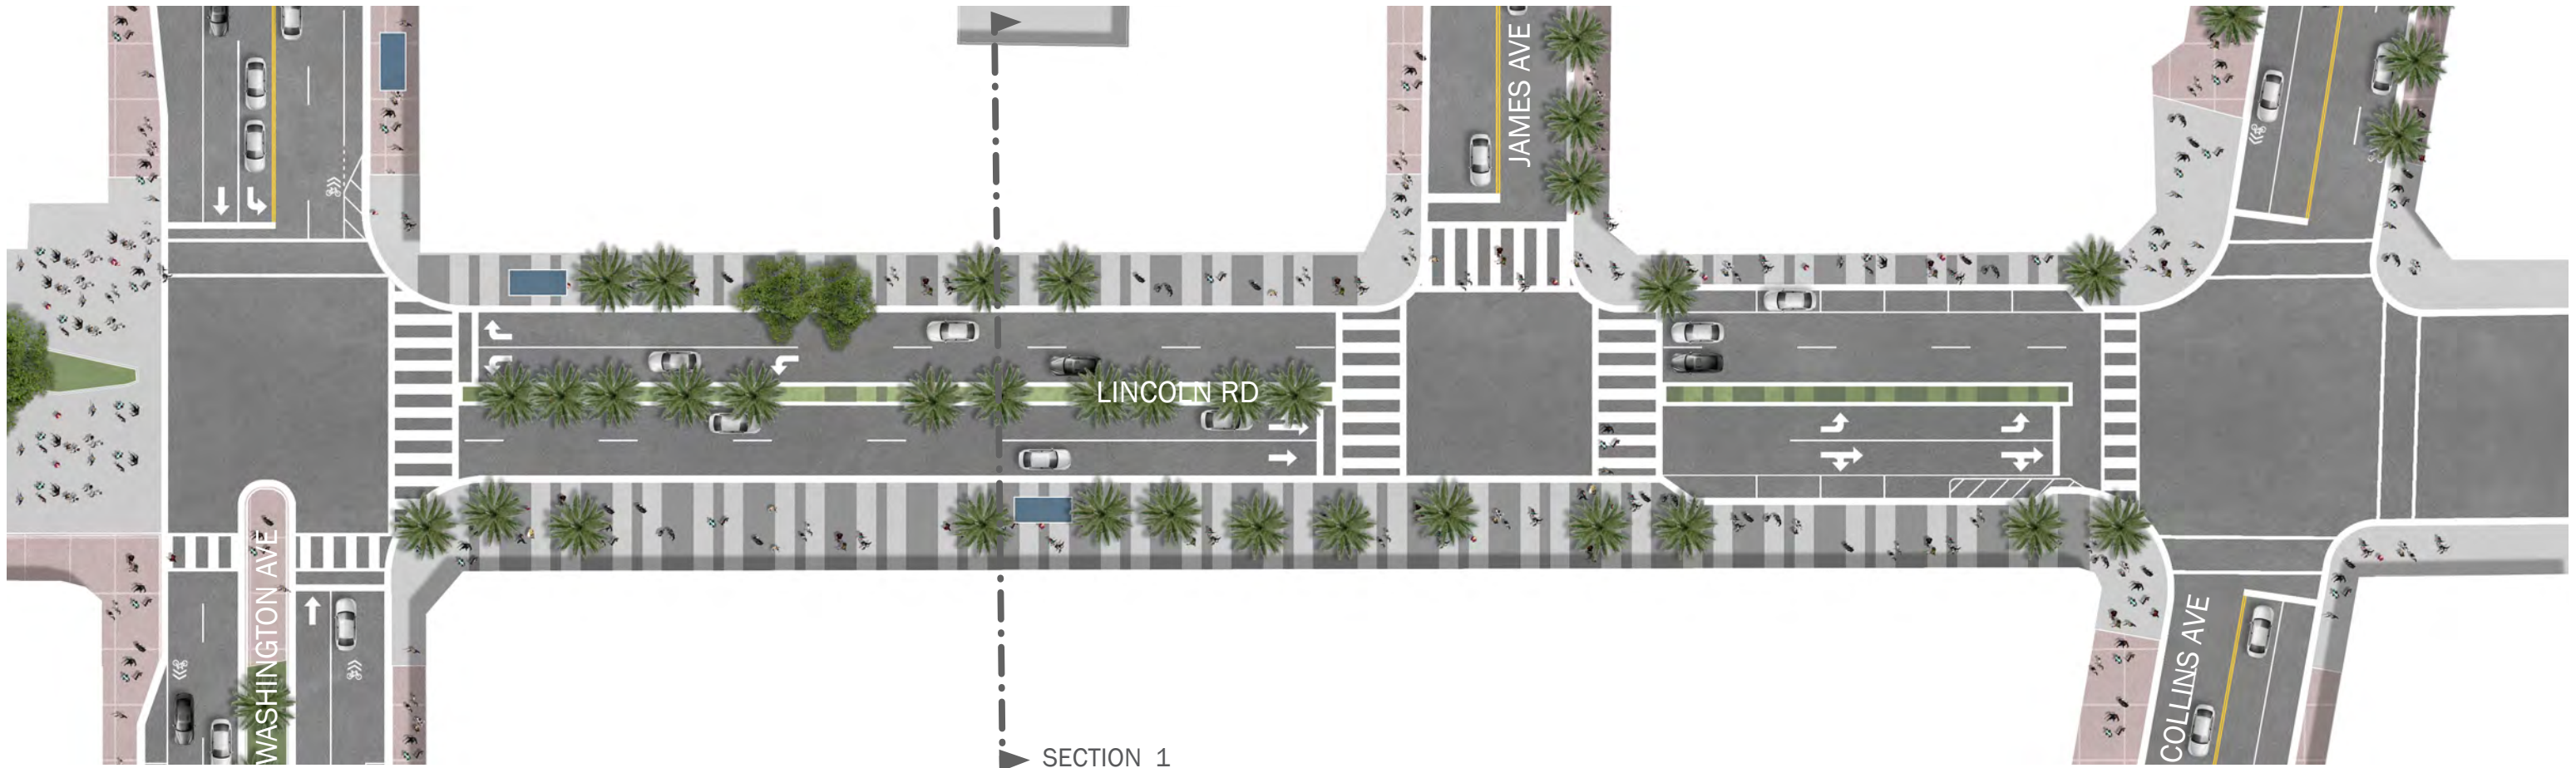 JAMES AVE
LINCOLN RD
WASHINGTON AVE
COLLINS AVE
SECTION 1